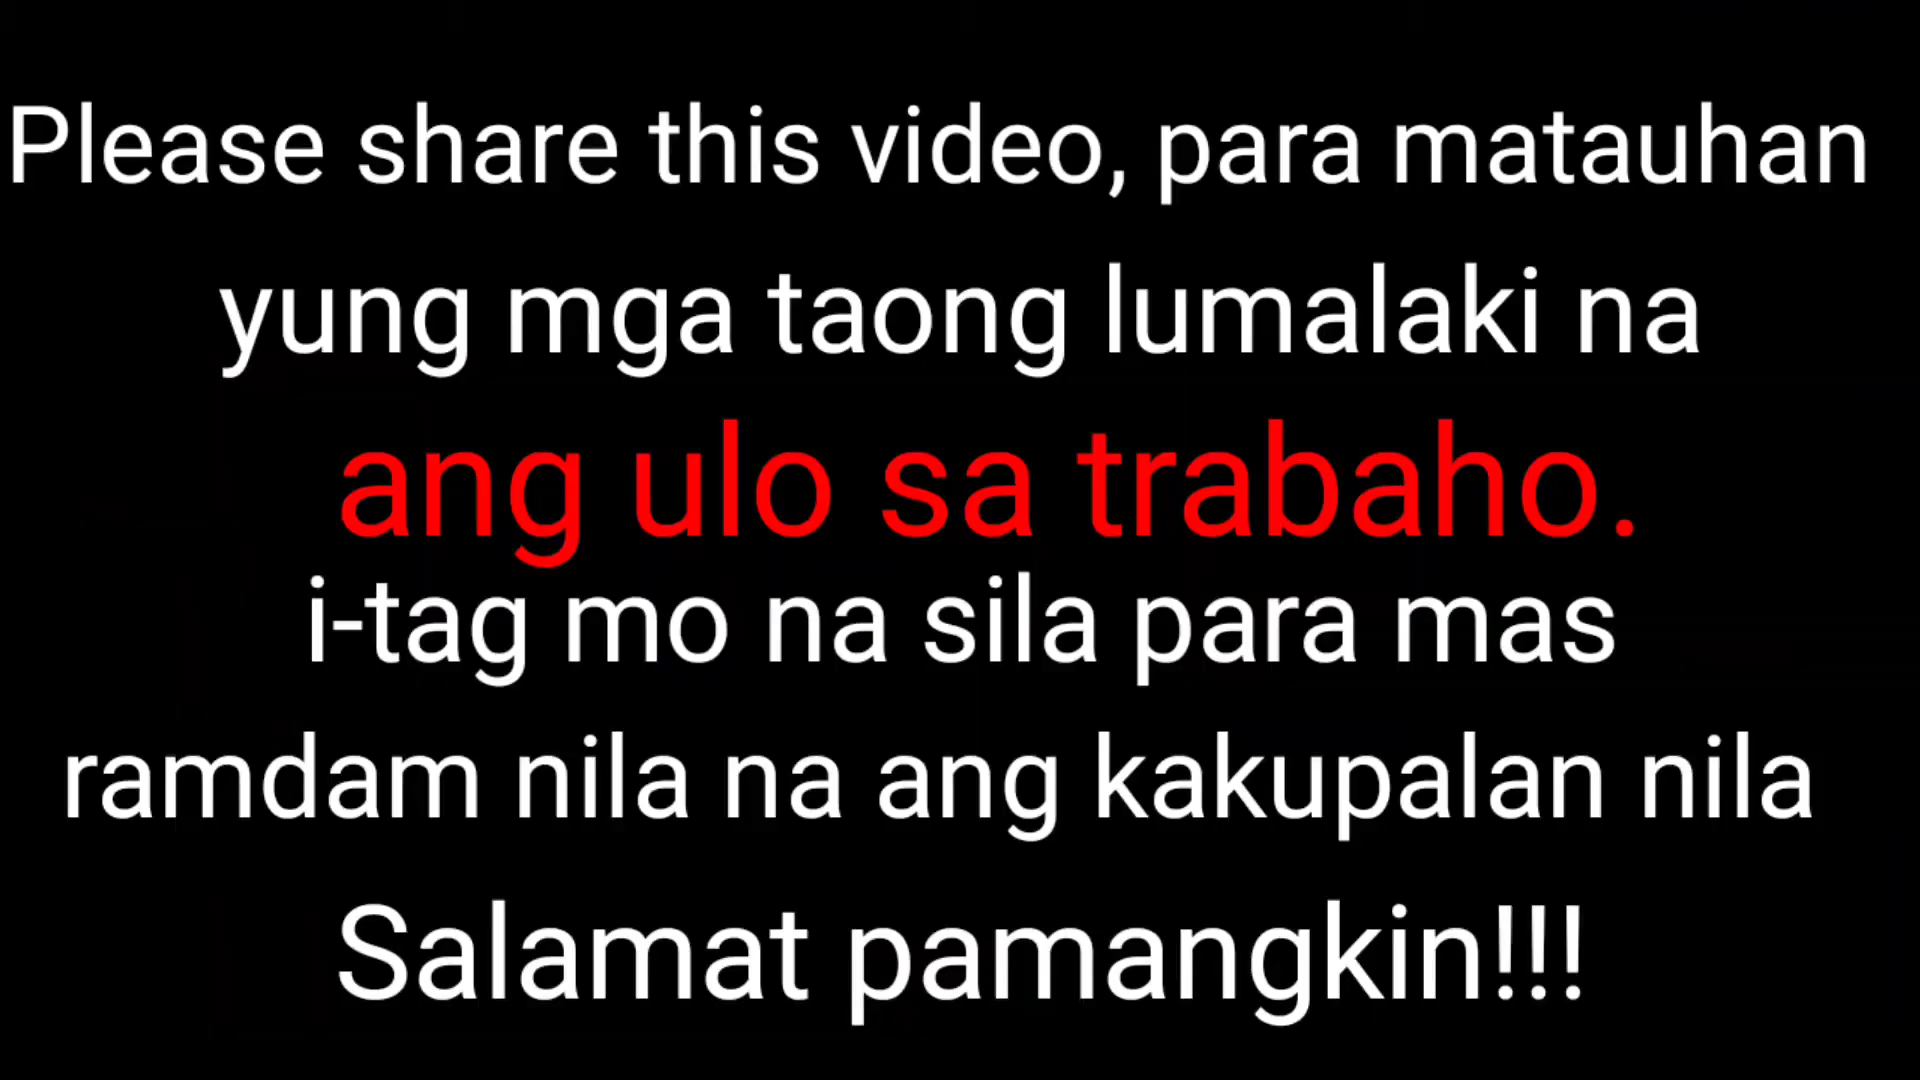 Please share this video, para matauhan
yung mga taong lumalaki na
ang ulo sa trabaho.
i-tag mo na sila para mas
ramdam nila na ang kakupalan nila
Salamat pamangkin!!!